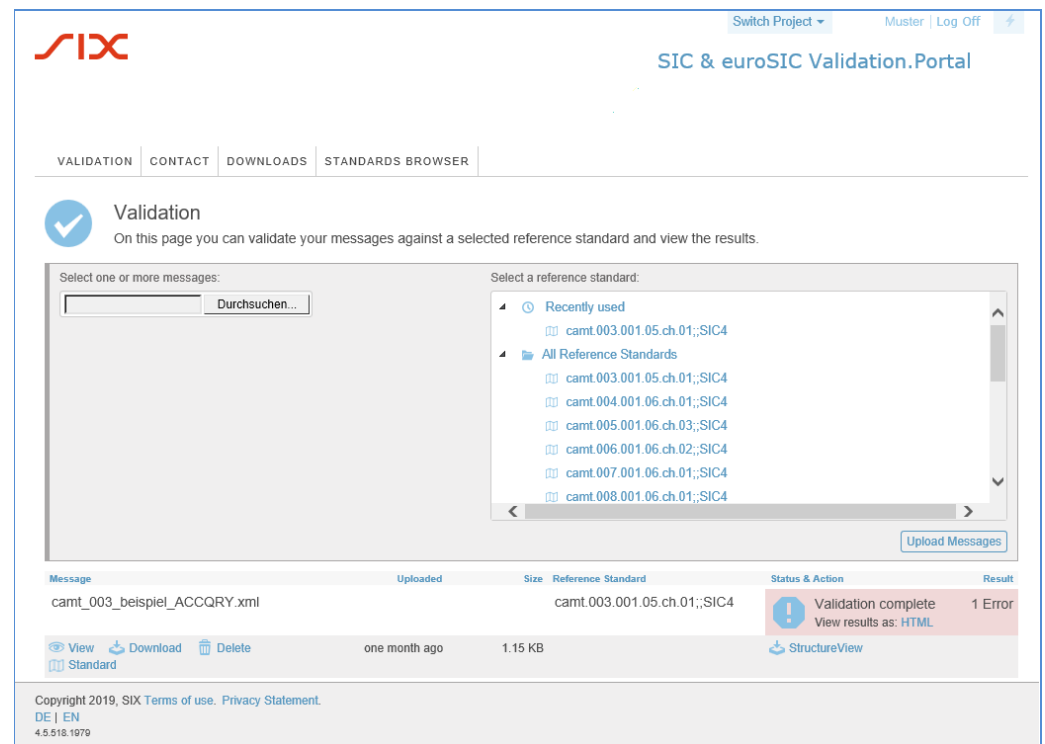 Switch Project
Muster | Log Off
SIX
SIC & euroSIC Validation.Portal
VALIDATION
CONTACT
DOWNLOADS
STANDARDS BROWSER
Validation
On this page you can validate your messages against a selected reference standard and view the results.
Select one or more messages:
Durchsuchen...
Select a reference standard:
Recently used
camt.003.001.05.ch.01;;SIC4
All Reference Standards
camt.003.001.05.ch.01;;SIC4
camt.004.001.06.ch.01;;SIC4
camt.005.001.06.ch.03;;SIC4
camt.006.001.06.ch.02;;SIC4
camt.007.001.06.ch.01;;SIC4
camt.008.001.06.ch.01;;SIC4
Upload Messages
Message Uploaded Size Reference Standard Status & Action Result
camt_003_beispiel_ACCQRY.xml camt.003.001.05.ch.01;;SIC4 Validation complete 1 Error
View results as: HTML
View Download Delete one month ago 1.15 KB StructureView
Standard
Copyright 2019, SIX Terms of use. Privacy Statement.
DE | EN
4.5.518.1979